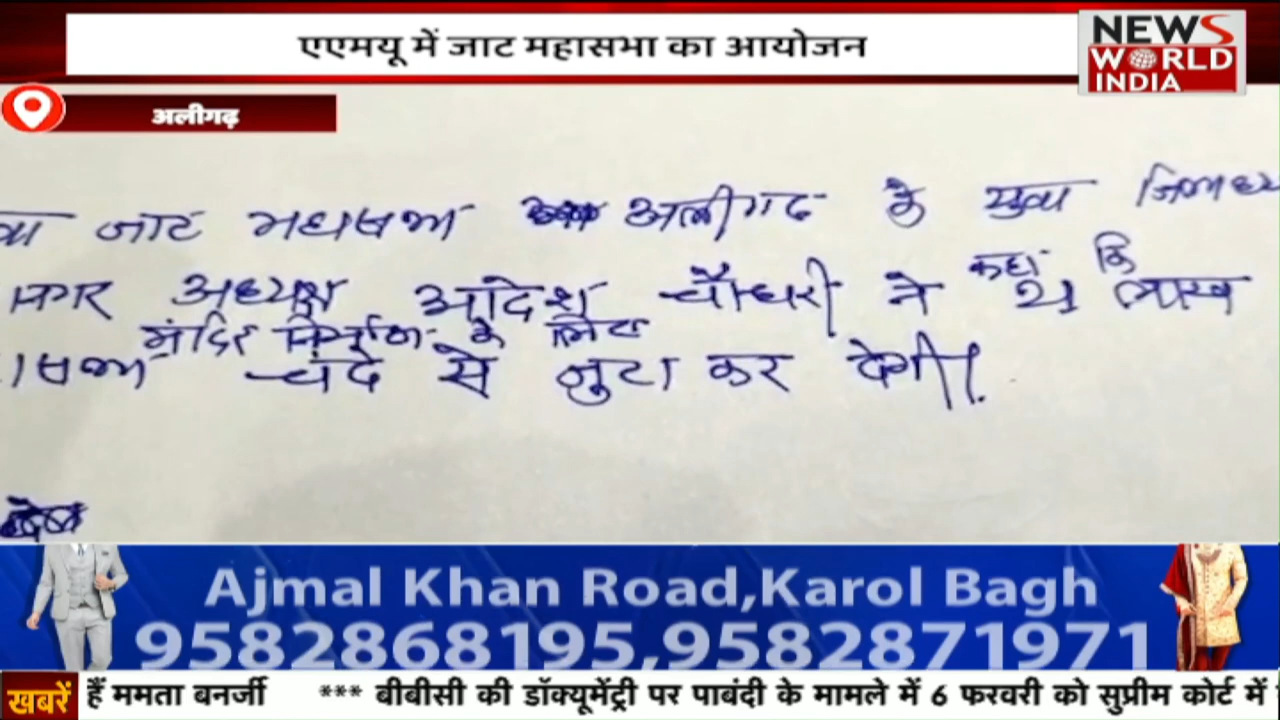 एएमयू में जाट महासभा का आयोजन
NEWS
WORLD
INDIA
अलीगढ़
जाट महासभा अलीगढ के युवा
अध्यक्ष आदेश चौधरी ने कहा कि लाख
मंदिर निर्माण के लिए
चंदे से जुटा कर देगी।
Ajmal Khan Road,Karol Bagh
9582868195,9582871971
खबरें हैं ममता बनर्जी *** बीबीसी की डॉक्यूमेंट्री पर पाबंदी के मामले में 6 फरवरी को सुप्रीम कोर्ट में